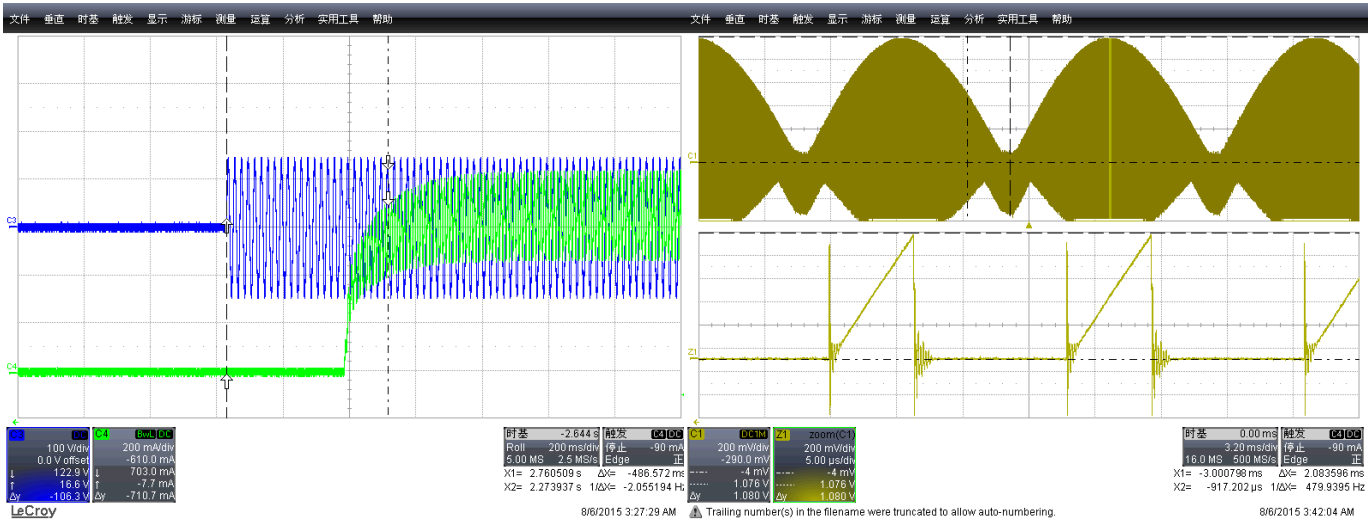 文件 垂直 时基 触发 显示 游标 测量 运算 分析 实用工具 帮助
C3
C4
100 V/div
0.0 V offset
↓ 122.9 V
↑ 16.6 V
Δy -106.3 V
C4 BwL DC
200 mA/div
-610.0 mA
↓ 703.0 mA
↑ -7.7 mA
Δy -710.7 mA
时基 -2.644 s
Roll 200 ms/div
5.00 MS 2.5 MS/s
触发 C4 DC
停止 -90 mA
Edge 正
X1= 2.760509 s ΔX= -486.572 ms
X2= 2.273937 s 1/ΔX= -2.055194 Hz
LeCroy
8/6/2015 3:27:29 AM
文件 垂直 时基 触发 显示 游标 测量 运算 分析 实用工具 帮助
C1
Z1
C1 DC1M
200 mV/div
-290.0 mV
-4 mV
1.076 V
Δy 1.080 V
Z1 zoom(C1)
200 mV/div
5.00 µs/div
-4 mV
1.076 V
Δy 1.080 V
时基 0.00 ms
3.20 ms/div
16.0 MS 500 MS/s
触发 C4 DC
停止 -90 mA
Edge 正
X1= -3.000798 ms ΔX= 2.083596 ms
X2= -917.202 µs 1/ΔX= 479.9395 Hz
Trailing number(s) in the filename were truncated to allow auto-numbering.
8/6/2015 3:42:04 AM